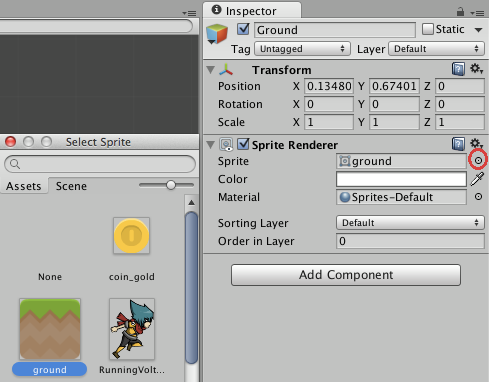 Inspector
Ground
Static
Tag Untagged Layer Default
Transform
Position X 0.13480 Y 0.67401 Z 0
Rotation X 0 Y 0 Z 0
Scale X 1 Y 1 Z 1
Sprite Renderer
Sprite ground
Color
Material Sprites-Default
Sorting Layer Default
Order in Layer 0
Add Component
Select Sprite
Assets Scene
None coin_gold
ground RunningVolt...